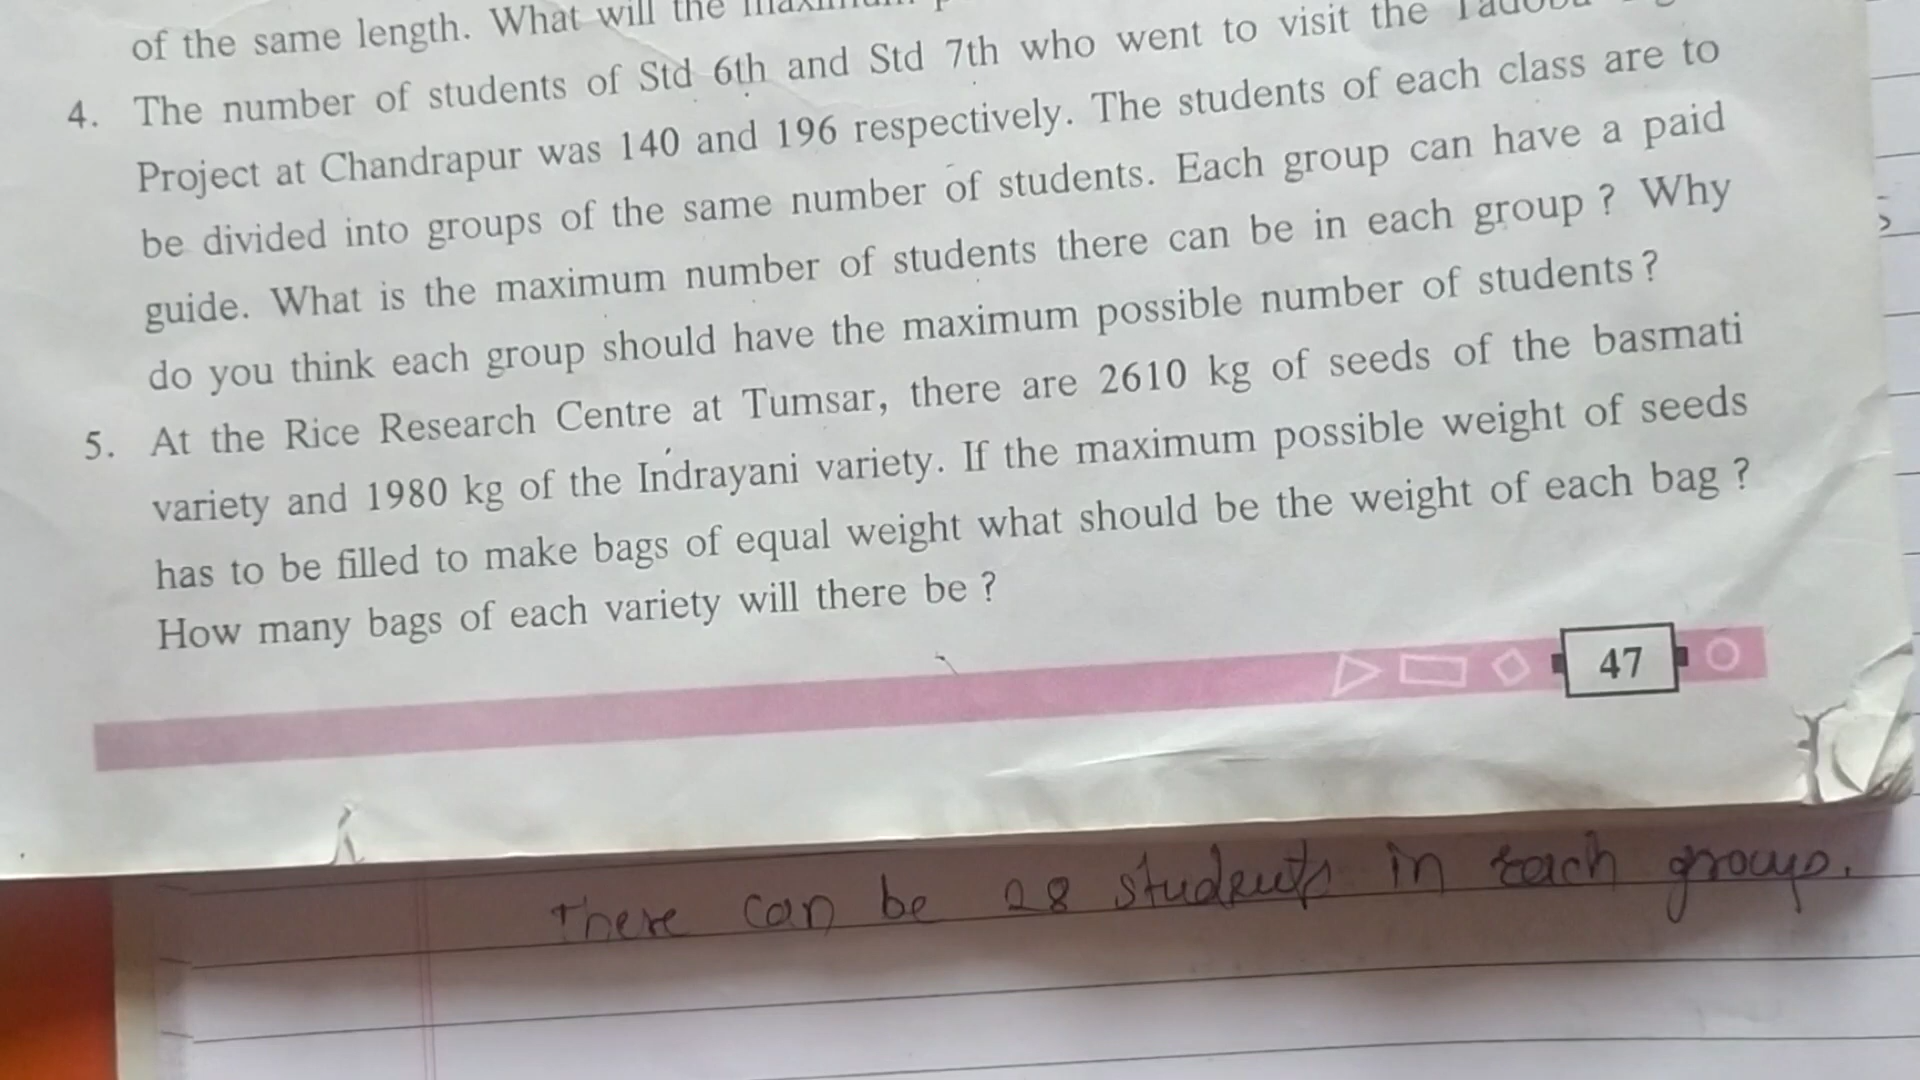 of the same length. What will the
4. The number of students of Std 6th and Std 7th who went to visit the
Project at Chandrapur was 140 and 196 respectively. The students of each class are to
be divided into groups of the same number of students. Each group can have a paid
guide. What is the maximum number of students there can be in each group ? Why
do you think each group should have the maximum possible number of students ?
5. At the Rice Research Centre at Tumsar, there are 2610 kg of seeds of the basmati
variety and 1980 kg of the Indrayani variety. If the maximum possible weight of seeds
has to be filled to make bags of equal weight what should be the weight of each bag ?
How many bags of each variety will there be ?
47
There can be 28 students in each group.